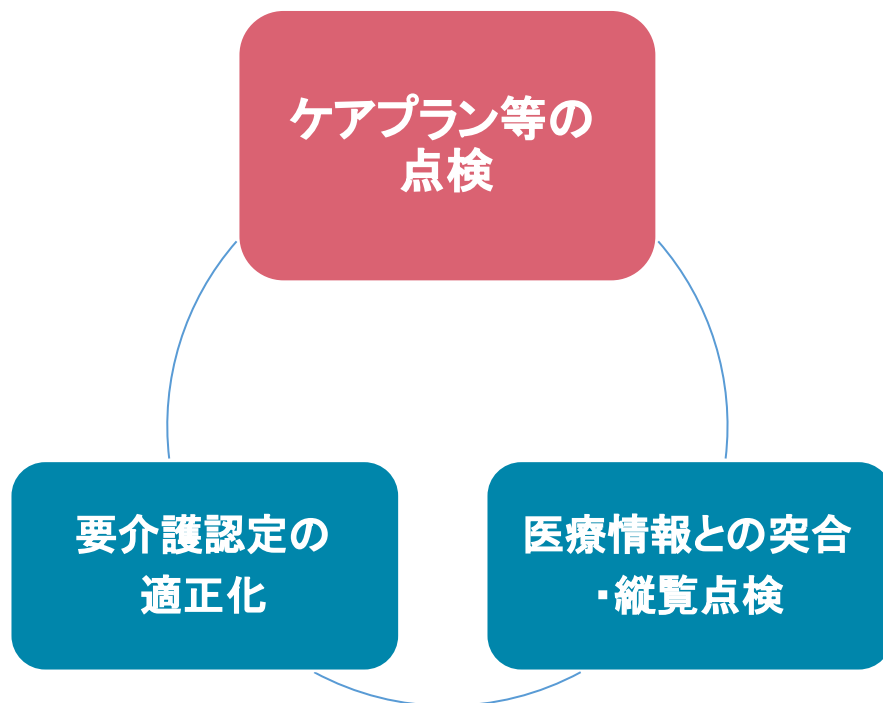 ケアプラン等の
点検
要介護認定の
適正化
医療情報との突合
・縦覧点検